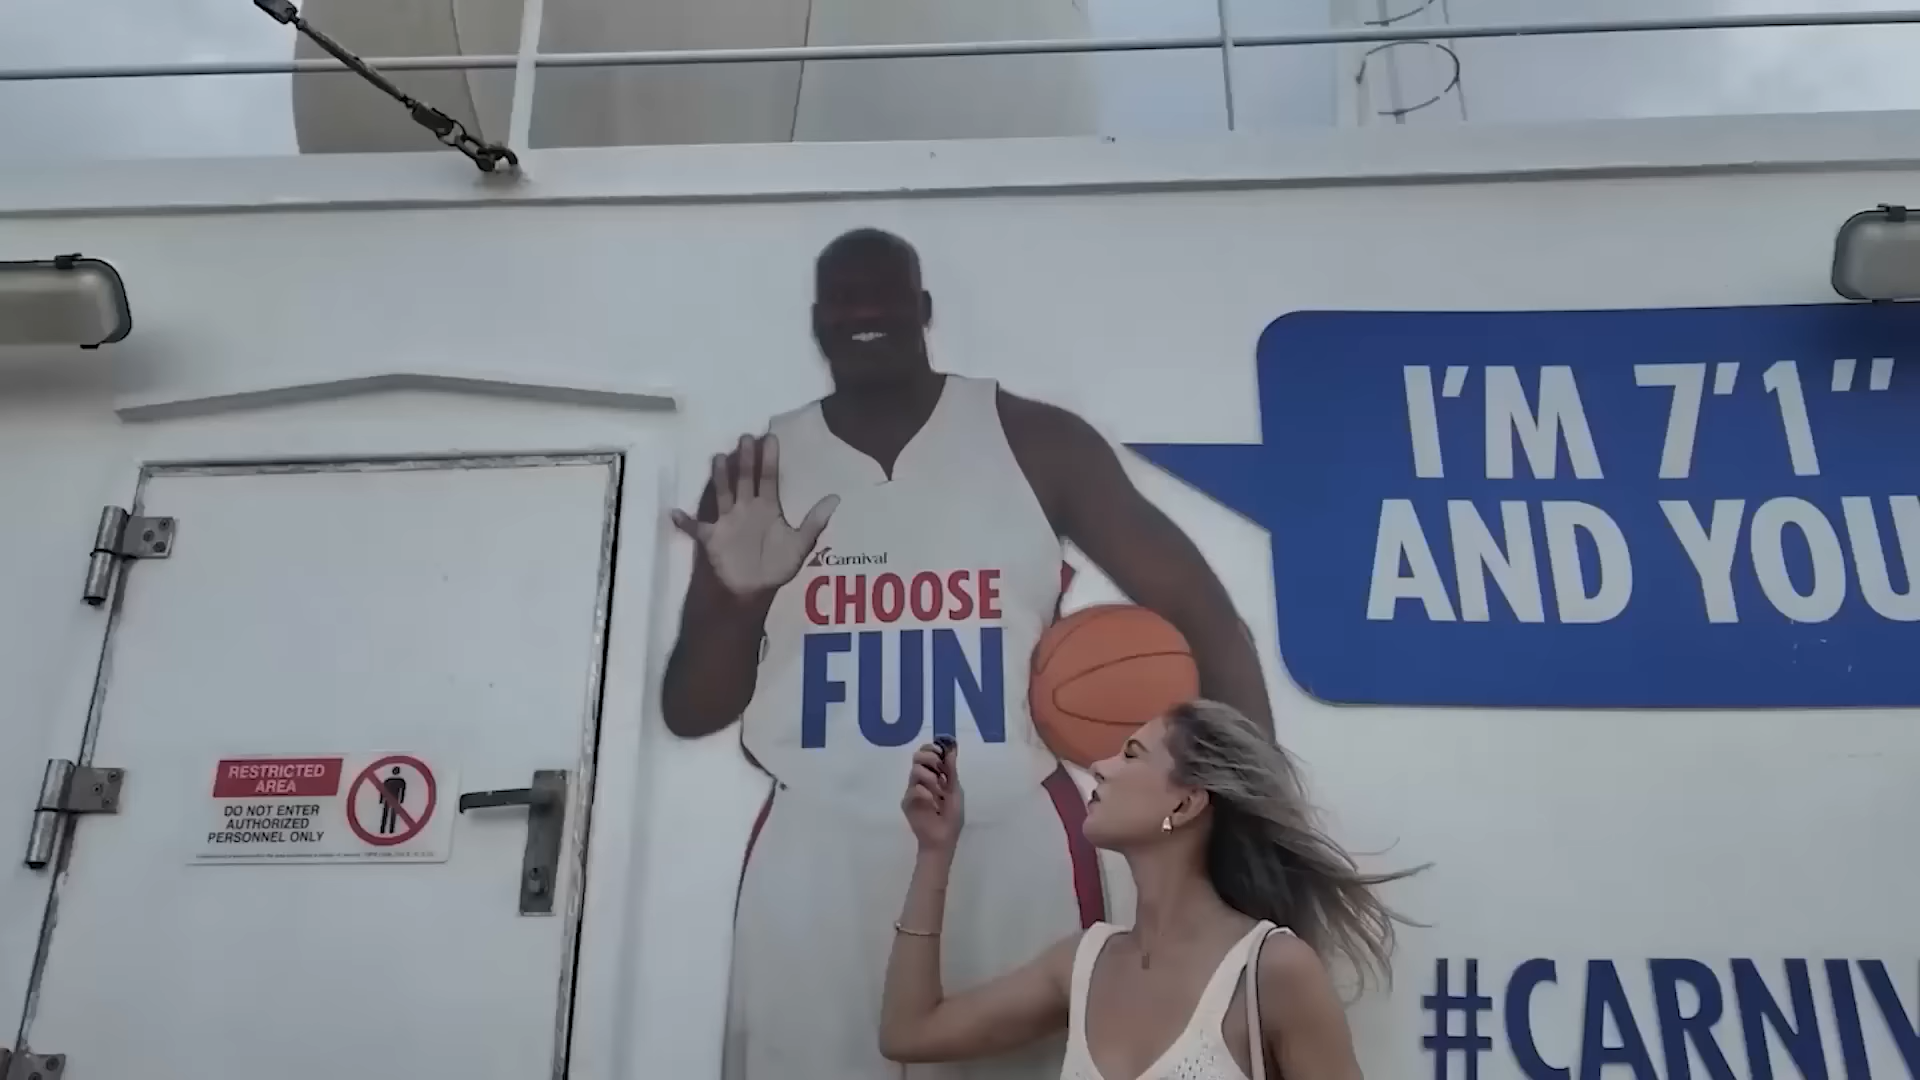 I'M 7'1"
AND YOU
Carnival
CHOOSE
FUN
RESTRICTED
AREA
DO NOT ENTER
AUTHORIZED
PERSONNEL ONLY
#CARNIV